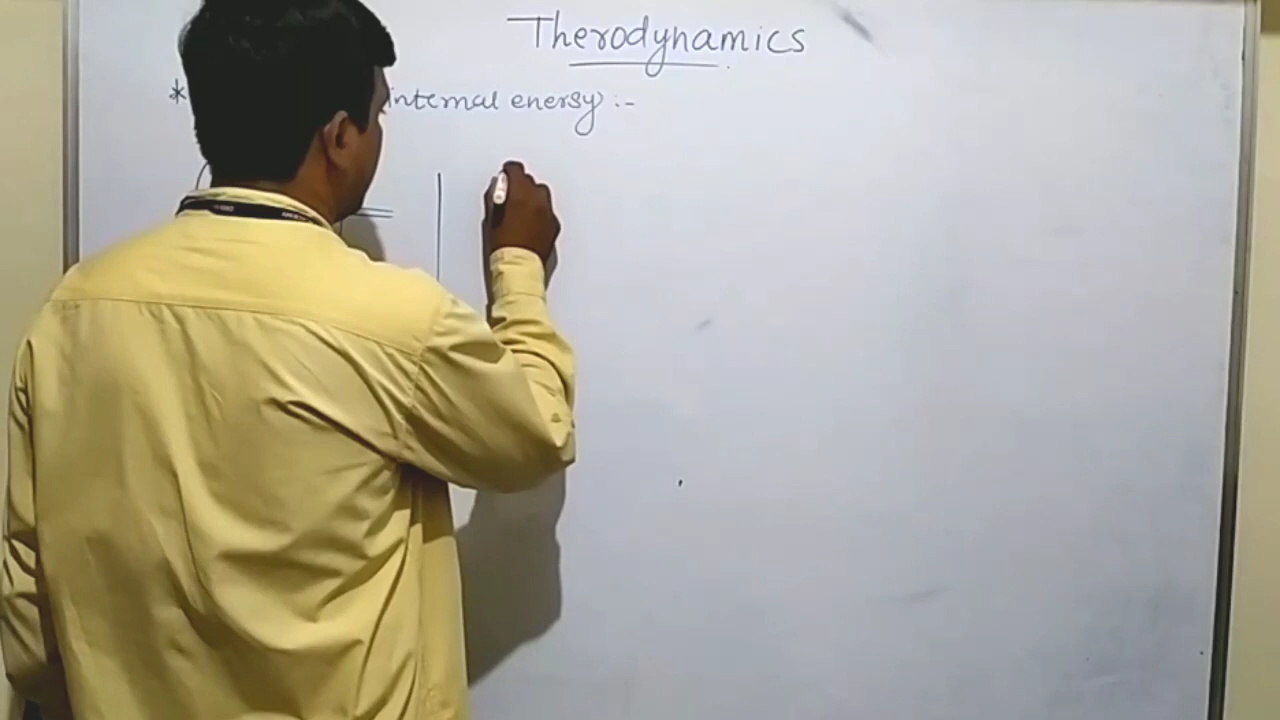 Therodynamics
* internal energy :-